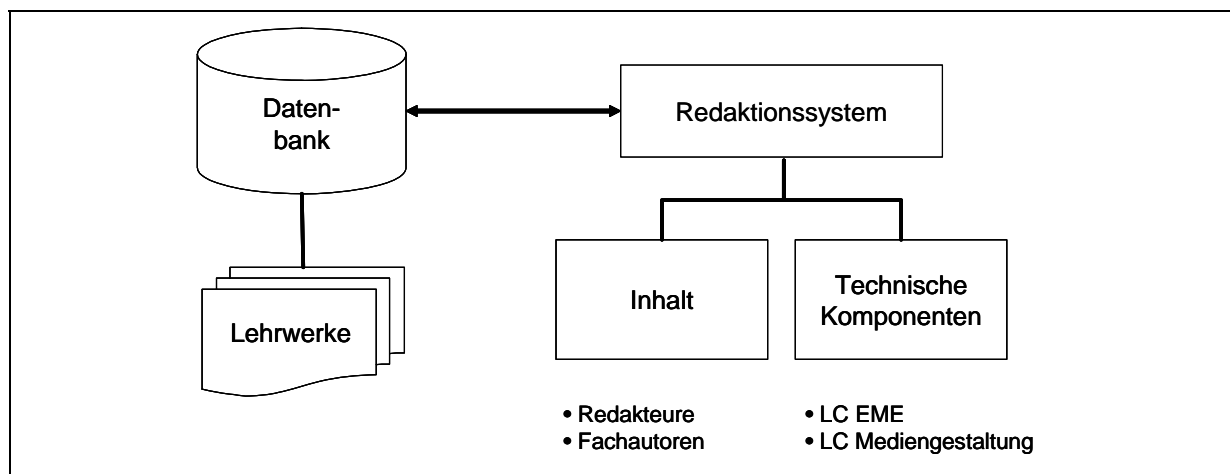 Daten-
bank
Redaktionssystem
Lehrwerke
Inhalt
Technische
Komponenten
• Redakteure
• Fachautoren
• LC EME
• LC Mediengestaltung